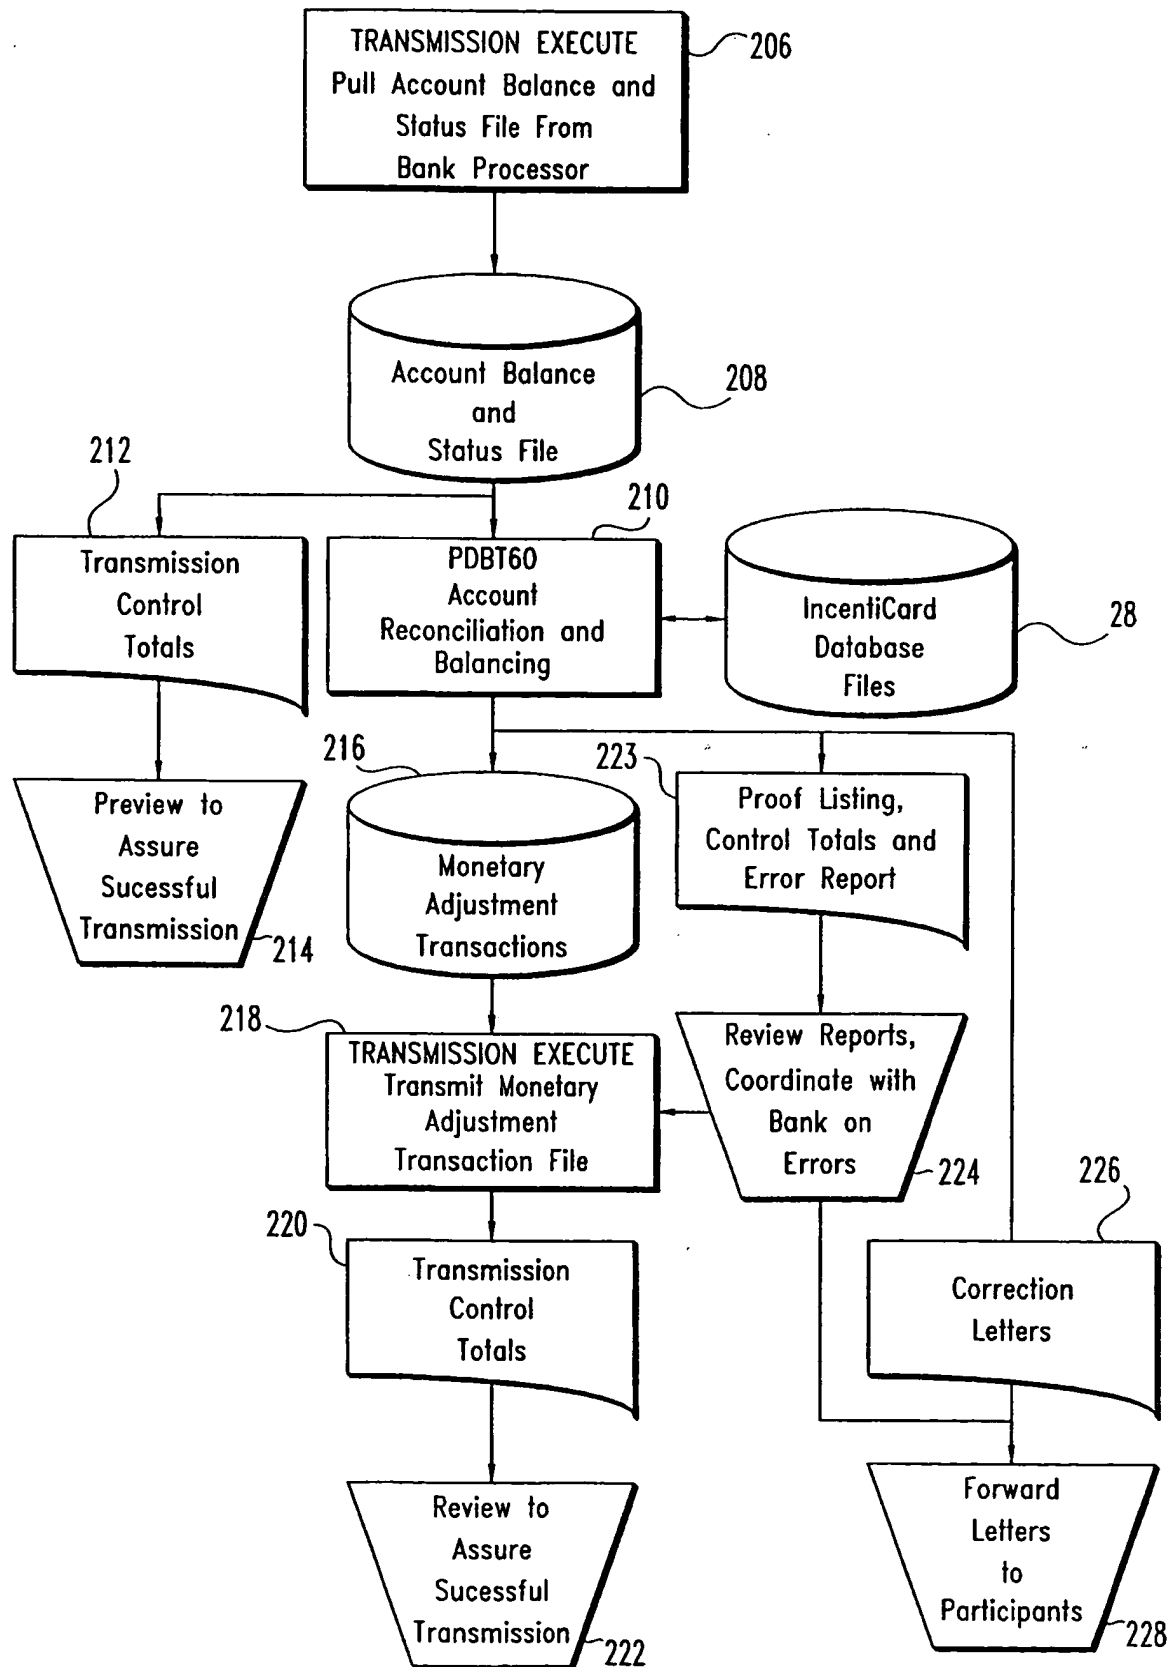 TRANSMISSION EXECUTE
Pull Account Balance and
Status File From
Bank Processor
206
Account Balance
and
Status File
208
212
Transmission
Control
Totals
210
PDBT60
Account
Reconciliation and
Balancing
IncentiCard
Database
Files
28
Preview to
Assure
Sucessful
Transmission
214
216
Monetary
Adjustment
Transactions
223
Proof Listing,
Control Totals and
Error Report
218
TRANSMISSION EXECUTE
Transmit Monetary
Adjustment
Transaction File
Review Reports,
Coordinate with
Bank on
Errors
224
220
Transmission
Control
Totals
226
Correction
Letters
Review to
Assure
Sucessful
Transmission
222
Forward
Letters
to
Participants
228